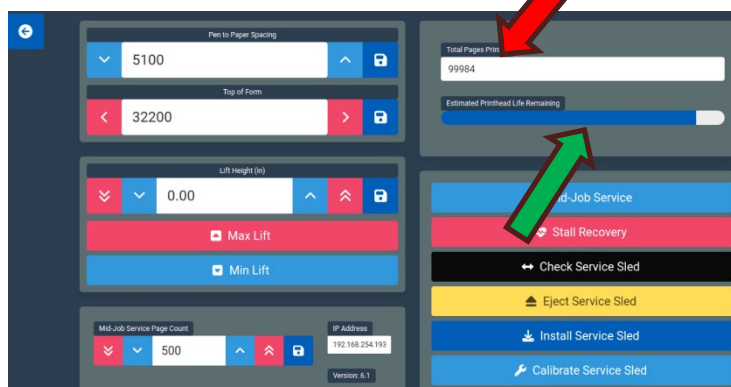 Pen to Paper Spacing
5100
Top of Form
32200
Lift Height (in)
0.00
Max Lift
Min Lift
Mid-Job Service Page Count
500
IP Address
192.168.254.193
Version: 6.1
Total Pages
99984
Estimated Printhead Life Remaining
d-Job Service
Stall Recovery
Check Service Sled
Eject Service Sled
Install Service Sled
Calibrate Service Sled